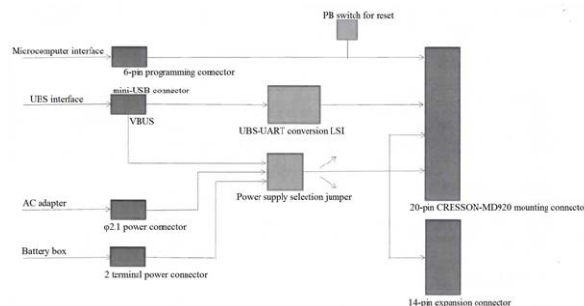 PB switch for reset
Microcomputer interface
6-pin programming connector
mini-USB connector
UES interface
VBUS
UBS-UART conversion LSI
Power supply selection jumper
AC adapter
φ2.1 power connector
20-pin CRESSON-MD920 mounting connector
Battery box
2 terminal power connector
14-pin expansion connector